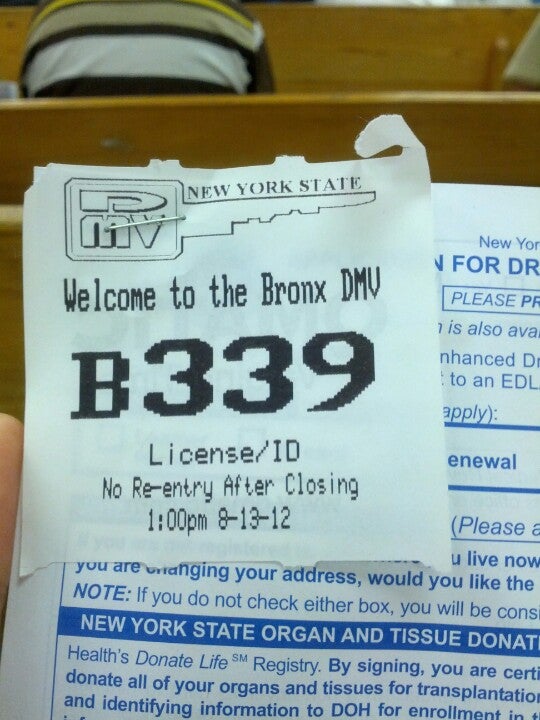 DMV
NEW YORK STATE
Welcome to the Bronx DMV
B339
License/ID
No Re-entry After Closing
1:00pm 8-13-12
New Yor
N FOR DR
PLEASE PR
is also avai
nhanced Dr
to an EDL
apply):
enewal
(Please a
u live now
you are changing your address, would you like the
NOTE: If you do not check either box, you will be consi
NEW YORK STATE ORGAN AND TISSUE DONAT
Health's Donate Life SM Registry. By signing, you are certi
donate all of your organs and tissues for transplantation
and identifying information to DOH for enrollment in t